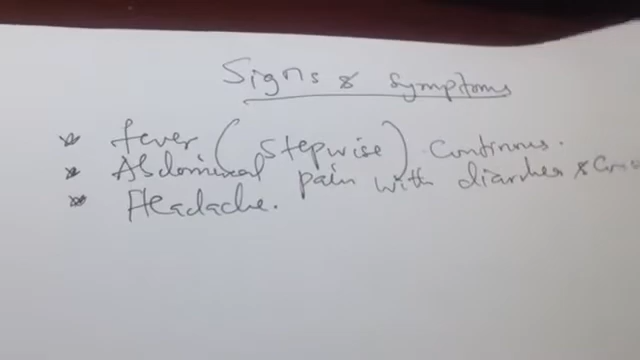 Signs & symptoms
* fever (stepwise) continuous.
* Abdominal pain with diarrhea &
* Headache.